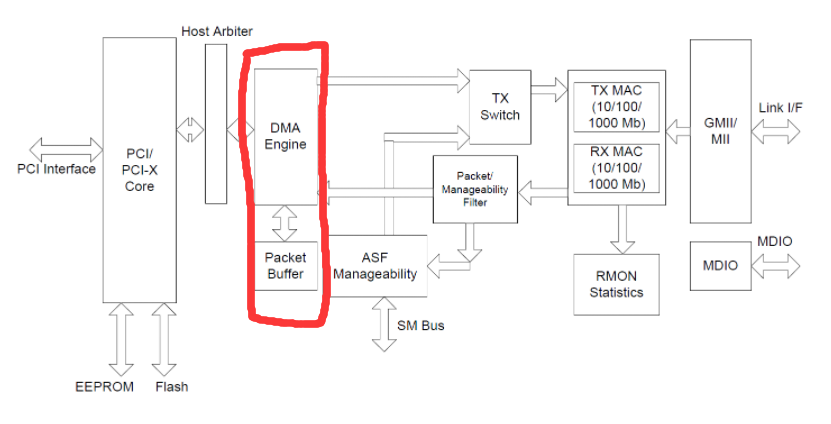 Host Arbiter
PCI Interface
PCI/
PCI-X
Core
DMA
Engine
Packet
Buffer
TX
Switch
Packet/
Manageability
Filter
ASF
Manageability
TX MAC
(10/100/
1000 Mb)
RX MAC
(10/100/
1000 Mb)
RMON
Statistics
GMII/
MII
Link I/F
MDIO
MDIO
SM Bus
EEPROM
Flash